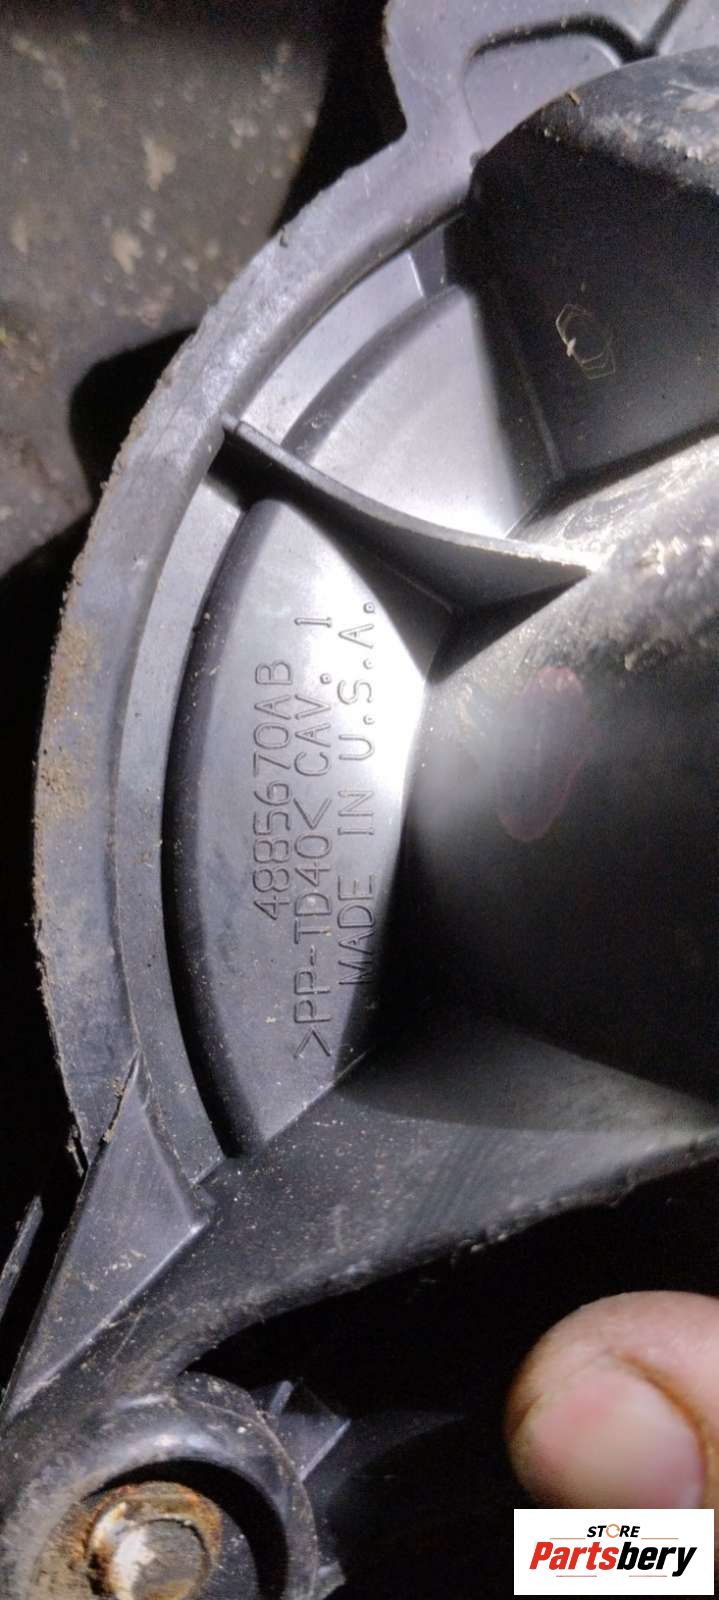 4885670AB
>PP-TD40< CAV. 1
MADE IN U.S.A.
STORE
Partsbery